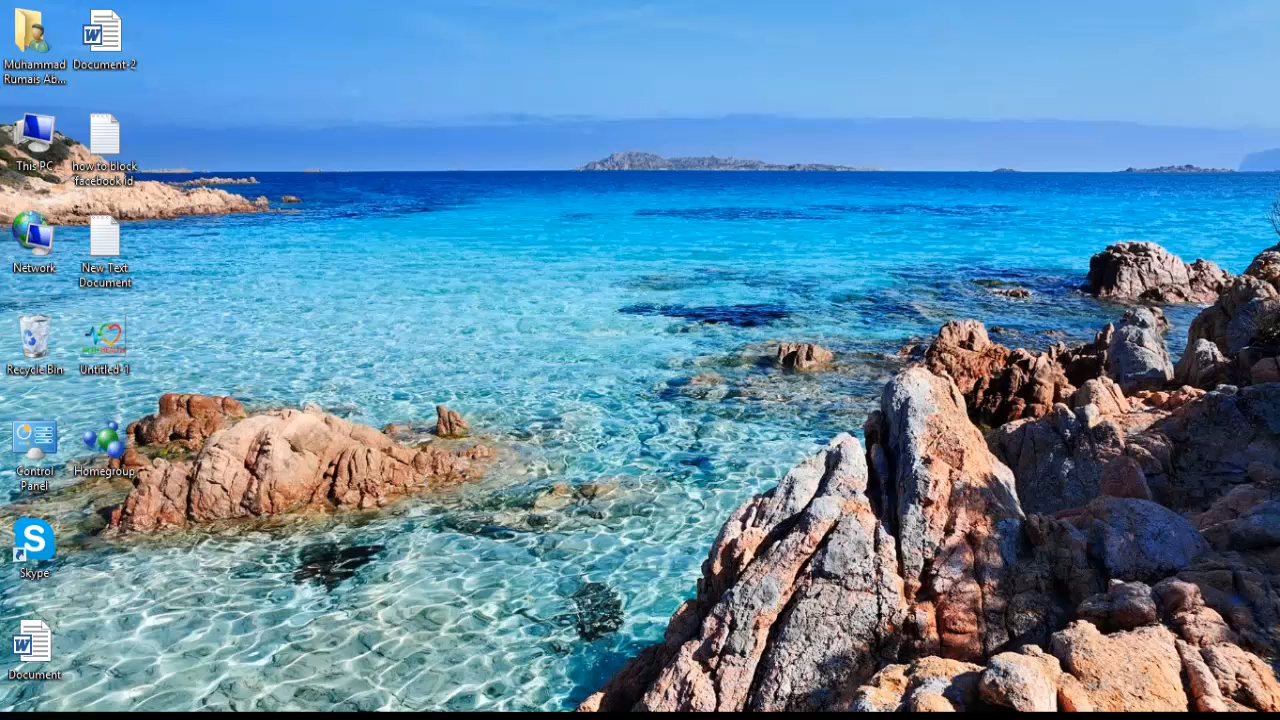 Muhammad
Rumais Ab...
Document-2
This PC
how to block
facebook Id
Network
New Text
Document
Recycle Bin
Untitled-1
Control
Panel
Homegroup
S
Skype
W
Document